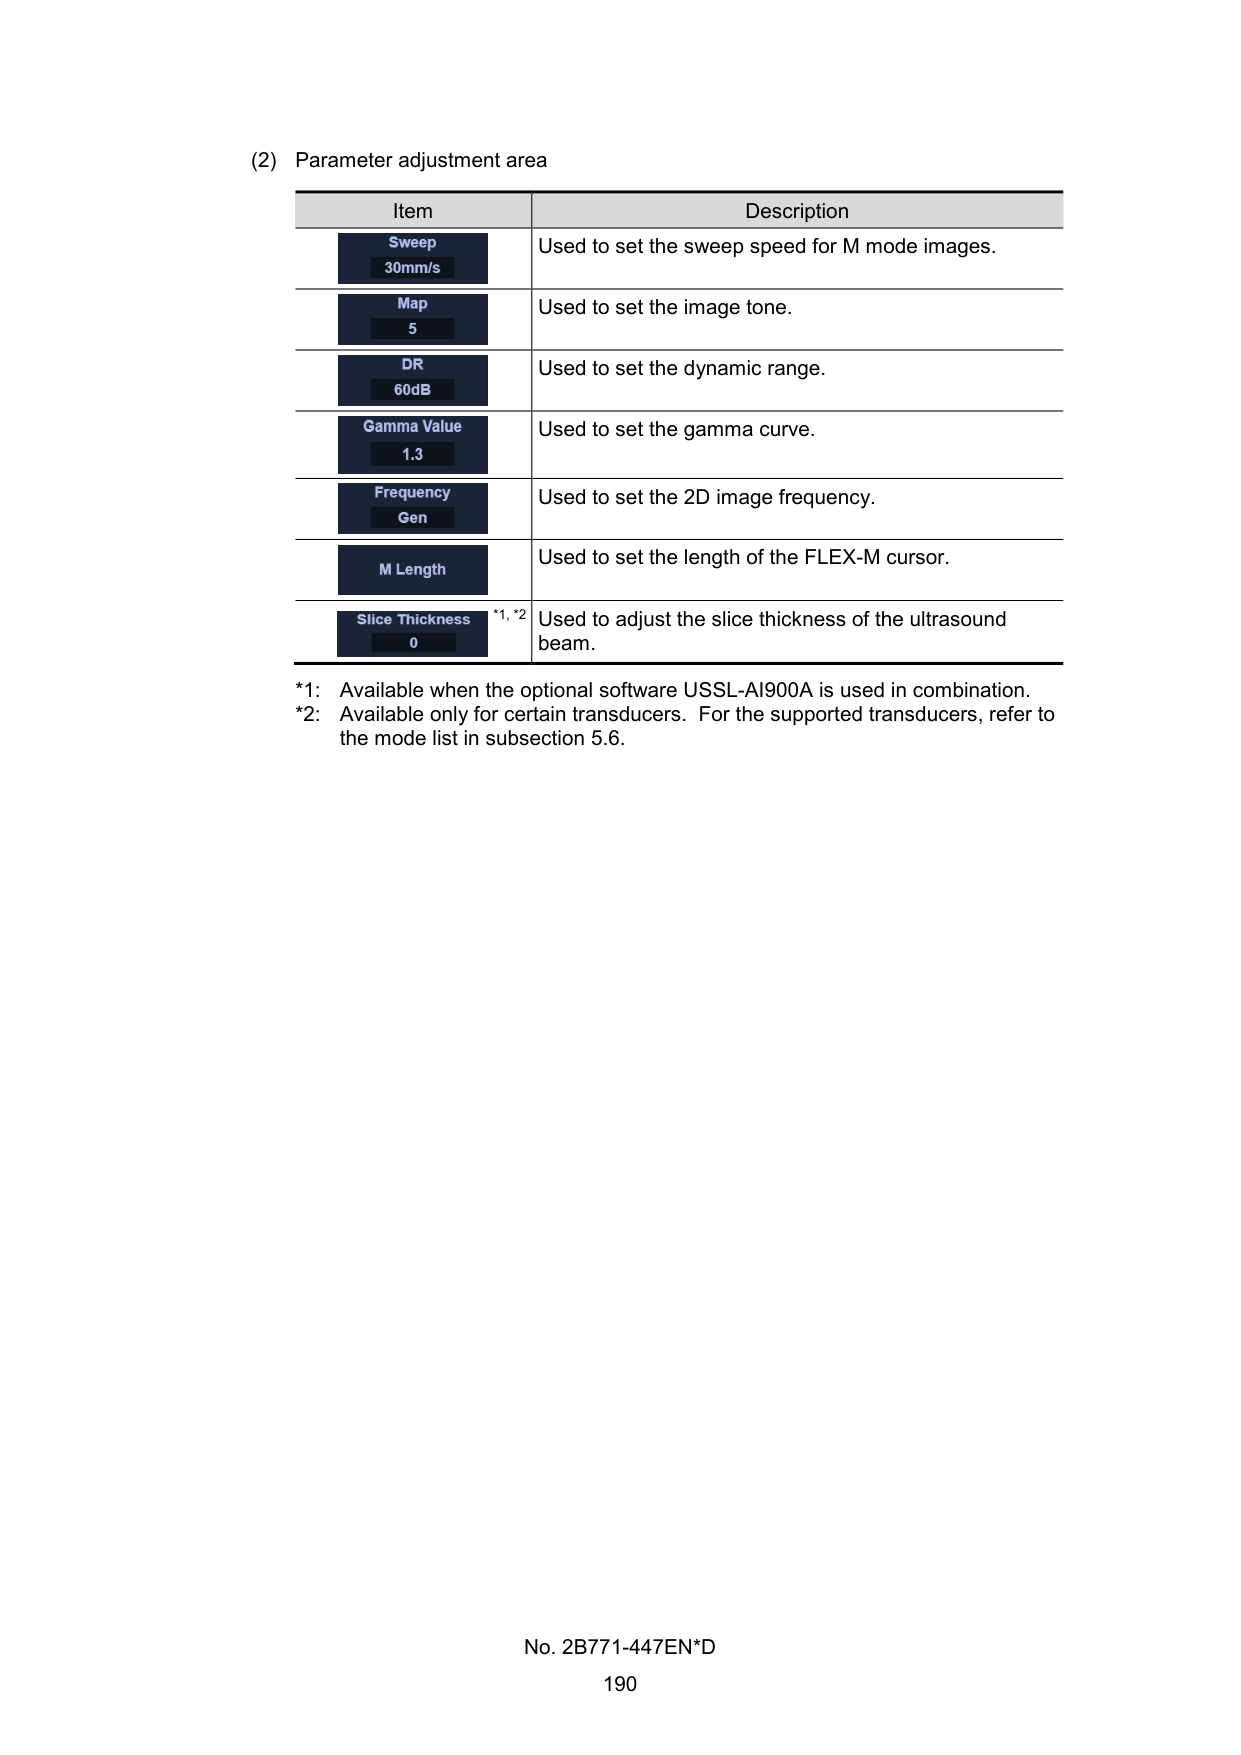 (2) Parameter adjustment area
Item Description
Sweep
30mm/s
Used to set the sweep speed for M mode images.
Map
5
Used to set the image tone.
DR
60dB
Used to set the dynamic range.
Gamma Value
1.3
Used to set the gamma curve.
Frequency
Gen
Used to set the 2D image frequency.
M Length
Used to set the length of the FLEX-M cursor.
Slice Thickness
0
*1, *2
Used to adjust the slice thickness of the ultrasound
beam.
*1: Available when the optional software USSL-AI900A is used in combination.
*2: Available only for certain transducers. For the supported transducers, refer to
the mode list in subsection 5.6.
No. 2B771-447EN*D
190